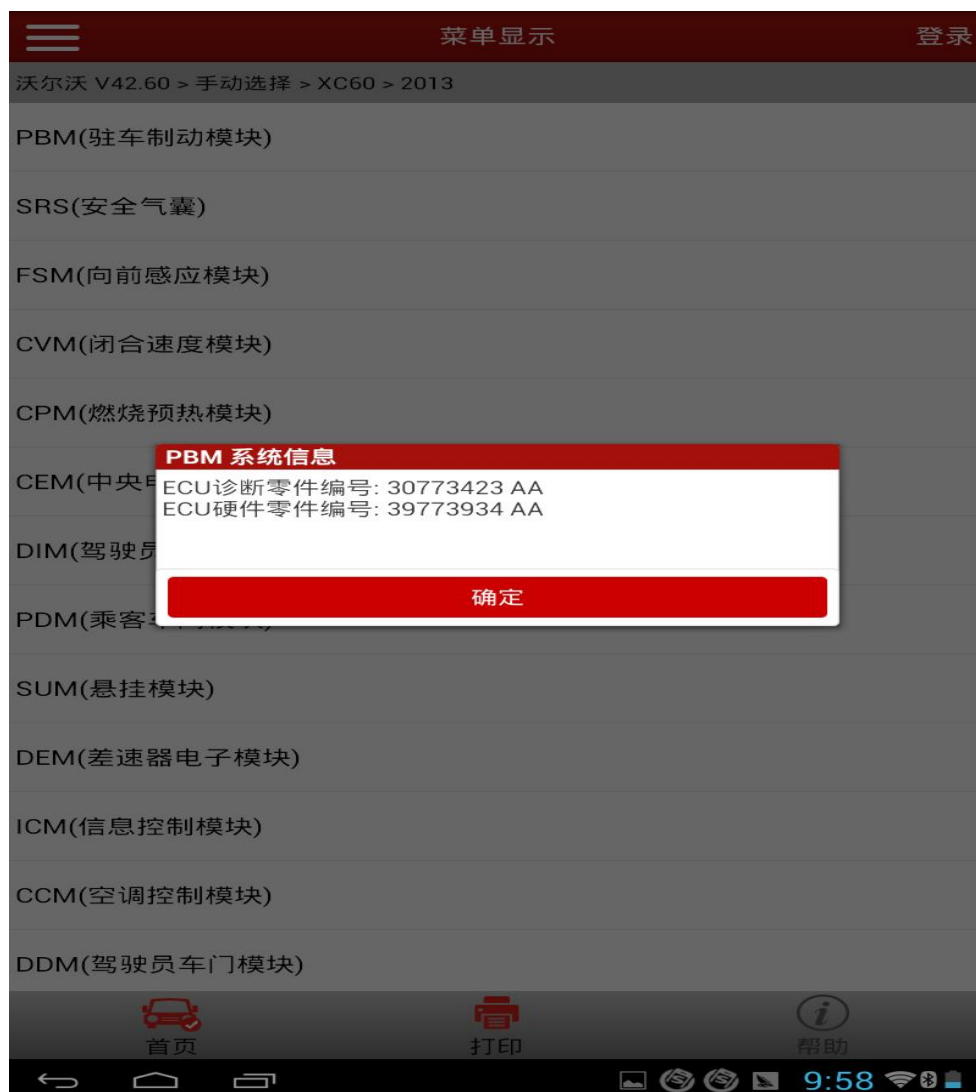 菜单显示
登录
沃尔沃 V42.60 > 手动选择 > XC60 > 2013
PBM(驻车制动模块)
SRS(安全气囊)
FSM(向前感应模块)
CVM(闭合速度模块)
CPM(燃烧预热模块)
CEM(中央
DIM(驾驶员
PDM(乘客
PBM 系统信息
ECU诊断零件编号: 30773423 AA
ECU硬件零件编号: 39773934 AA
确定
SUM(悬挂模块)
DEM(差速器电子模块)
ICM(信息控制模块)
CCM(空调控制模块)
DDM(驾驶员车门模块)
首页
打印
帮助
9:58